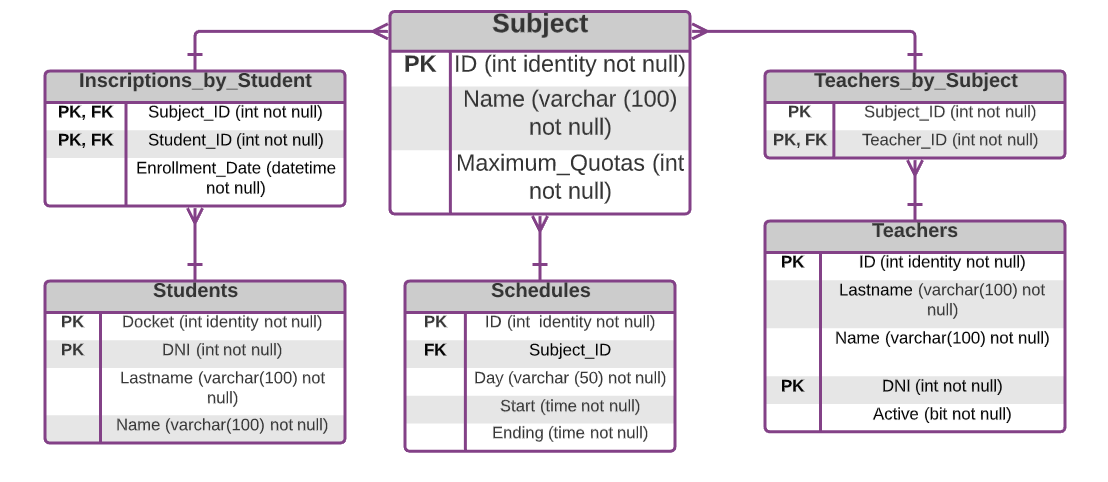 Subject
PK ID (int identity not null)
Name (varchar (100)
not null)
Maximum_Quotas (int
not null)
Inscriptions_by_Student
PK, FK Subject_ID (int not null)
PK, FK Student_ID (int not null)
Enrollment_Date (datetime
not null)
Teachers_by_Subject
PK Subject_ID (int not null)
PK, FK Teacher_ID (int not null)
Students
PK Docket (int identity not null)
PK DNI (int not null)
Lastname (varchar(100) not
null)
Name (varchar(100) not null)
Schedules
PK ID (int identity not null)
FK Subject_ID
Day (varchar (50) not null)
Start (time not null)
Ending (time not null)
Teachers
PK ID (int identity not null)
Lastname (varchar(100) not
null)
Name (varchar(100) not null)
PK DNI (int not null)
Active (bit not null)